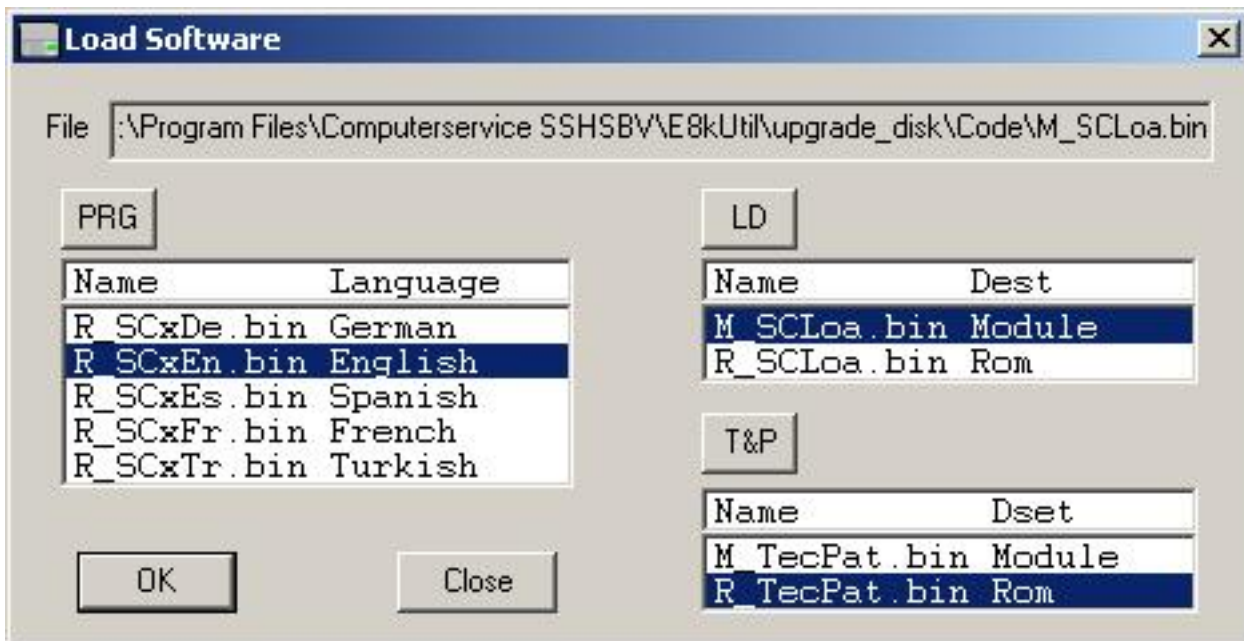 Load Software
File :\Program Files\Computerservice SSHSBV\E8kUtil\upgrade_disk\Code\M_SCLoa.bin
PRG
Name Language
R_SCxDe.bin German
R_SCxEn.bin English
R_SCxEs.bin Spanish
R_SCxFr.bin French
R_SCxTr.bin Turkish
LD
Name Dest
M_SCLoa.bin Module
R_SCLoa.bin Rom
T&P
Name Dset
M_TecPat.bin Module
R_TecPat.bin Rom
OK Close